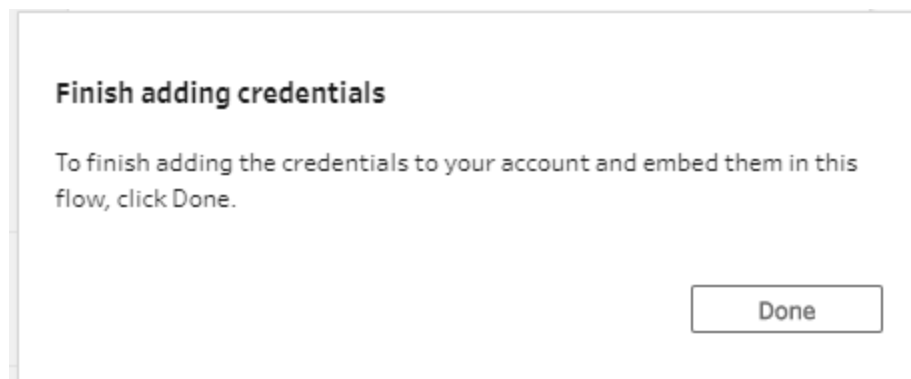 Finish adding credentials
To finish adding the credentials to your account and embed them in this
flow, click Done.
Done